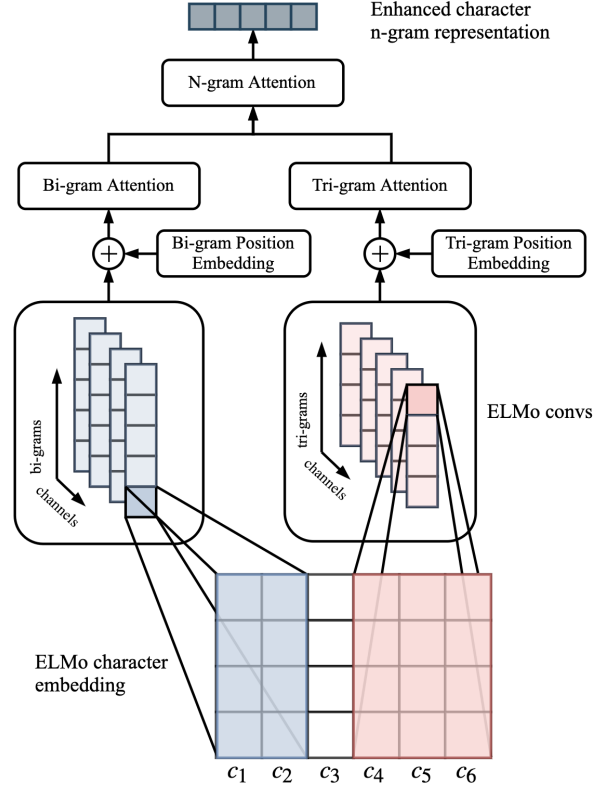 Enhanced character
n-gram representation
N-gram Attention
Bi-gram Attention
Tri-gram Attention
+
+
Bi-gram Position
Embedding
Tri-gram Position
Embedding
bi-grams
channels
tri-grams
channels
ELMo convs
ELMo character
embedding
c1 c2 c3 c4 c5 c6